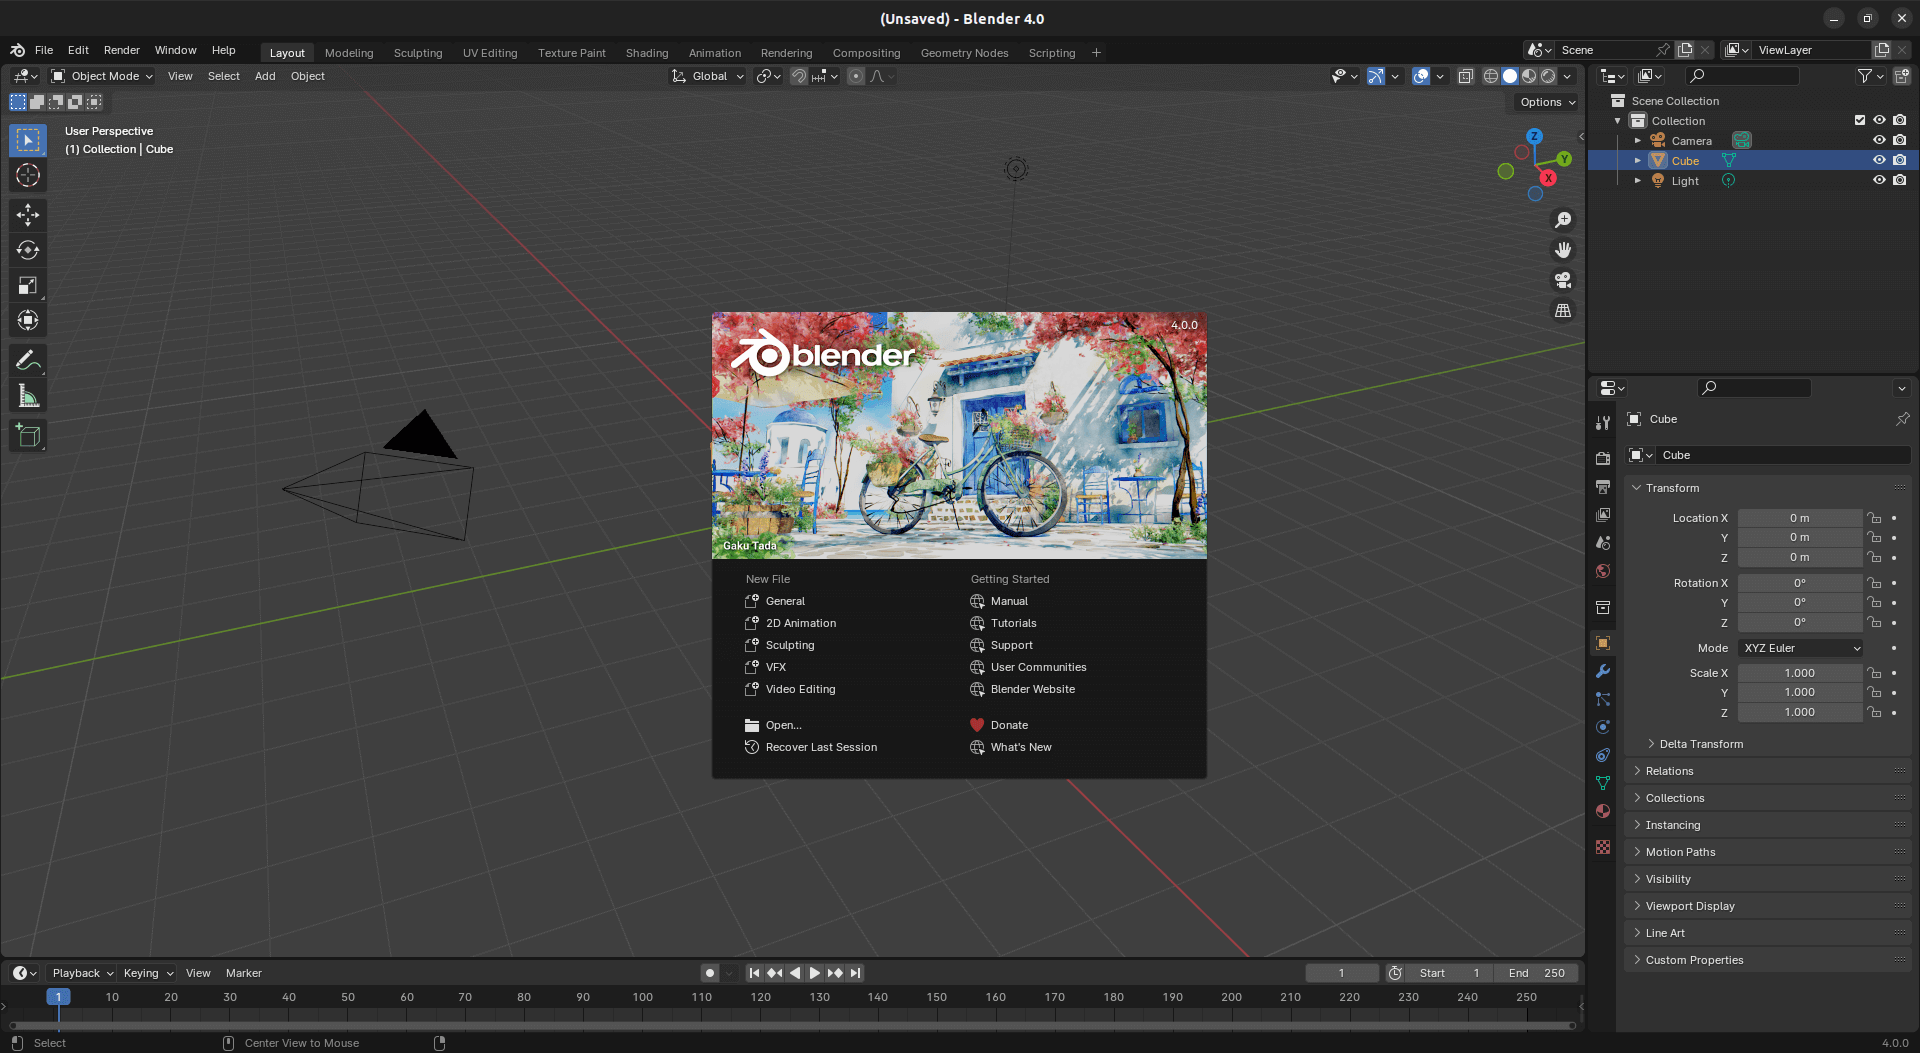 (Unsaved) - Blender 4.0
File Edit Render Window Help Layout Modeling Sculpting UV Editing Texture Paint Shading Animation Rendering Compositing Geometry Nodes Scripting + Scene ViewLayer
Object Mode View Select Add Object Global
Options
User Perspective
(1) Collection | Cube
Z
Y
X
Scene Collection
Collection
Camera
Cube
Light
4.0.0
blender
Gaku Tada
New File
General
2D Animation
Sculpting
VFX
Video Editing
Open...
Recover Last Session
Getting Started
Manual
Tutorials
Support
User Communities
Blender Website
Donate
What's New
Cube
Cube
Transform
Location X 0 m
Y 0 m
Z 0 m
Rotation X 0°
Y 0°
Z 0°
Mode XYZ Euler
Scale X 1.000
Y 1.000
Z 1.000
Delta Transform
Relations
Collections
Instancing
Motion Paths
Visibility
Viewport Display
Line Art
Custom Properties
Playback Keying View Marker 1 Start 1 End 250
1 10 20 30 40 50 60 70 80 90 100 110 120 130 140 150 160 170 180 190 200 210 220 230 240 250
Select Center View to Mouse 4.0.0